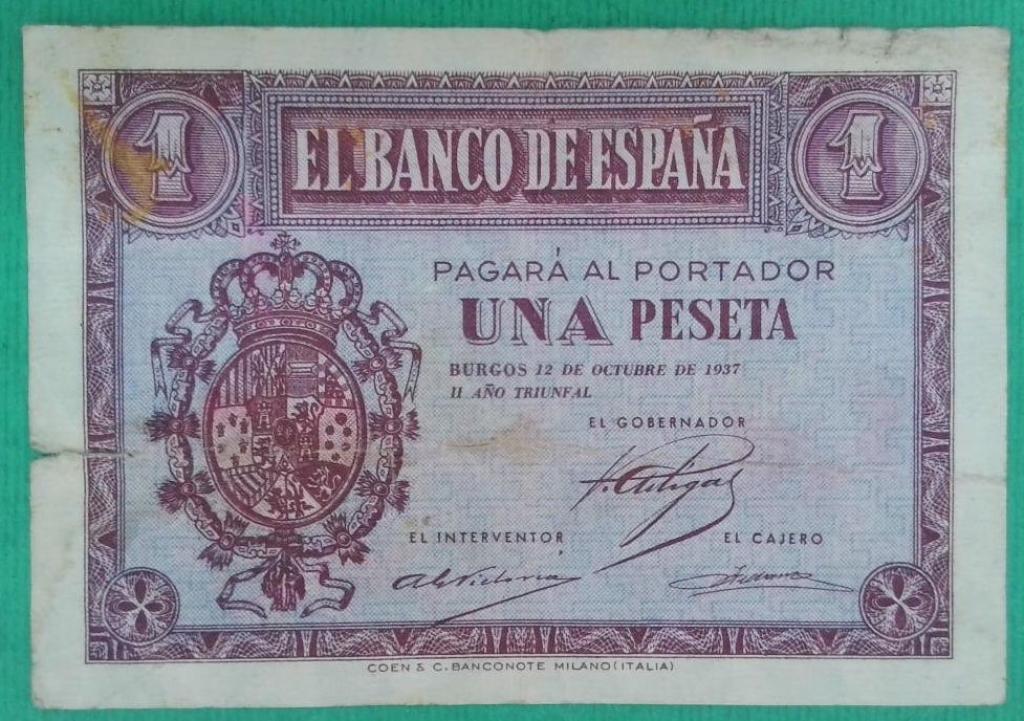 1 EL BANCO DE ESPAÑA 1
PAGARÁ AL PORTADOR
UNA PESETA
BURGOS 12 DE OCTUBRE DE 1937
II AÑO TRIUNFAL
EL GOBERNADOR
EL INTERVENTOR EL CAJERO
COEN & C. BANCONOTE MILANO (ITALIA)